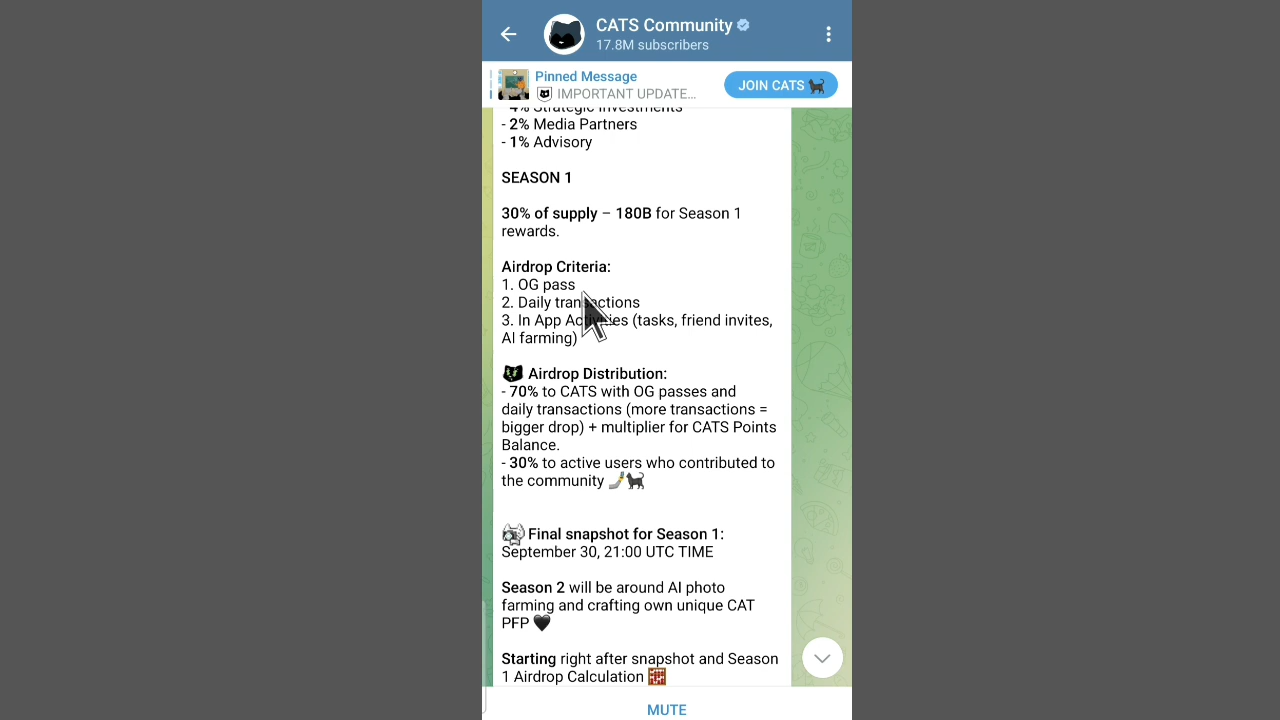 CATS Community
17.8M subscribers
Pinned Message
IMPORTANT UPDATE...
JOIN CATS 🐈‍⬛
- 4% Strategic Investments
- 2% Media Partners
- 1% Advisory
SEASON 1
30% of supply – 180B for Season 1
rewards.
Airdrop Criteria:
1. OG pass
2. Daily transactions
3. In App Activities (tasks, friend invites,
AI farming)
Airdrop Distribution:
- 70% to CATS with OG passes and
daily transactions (more transactions =
bigger drop) + multiplier for CATS Points
Balance.
- 30% to active users who contributed to
the community 🤳🐈‍⬛
Final snapshot for Season 1:
September 30, 21:00 UTC TIME
Season 2 will be around AI photo
farming and crafting own unique CAT
PFP 🖤
Starting right after snapshot and Season
1 Airdrop Calculation 🧮
MUTE